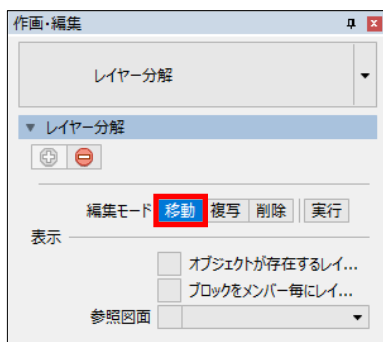 作画・編集
レイヤー分解
レイヤー分解
編集モード 移動 複写 削除 実行
表示
オブジェクトが存在するレイ...
ブロックをメンバー毎にレイ...
参照図面